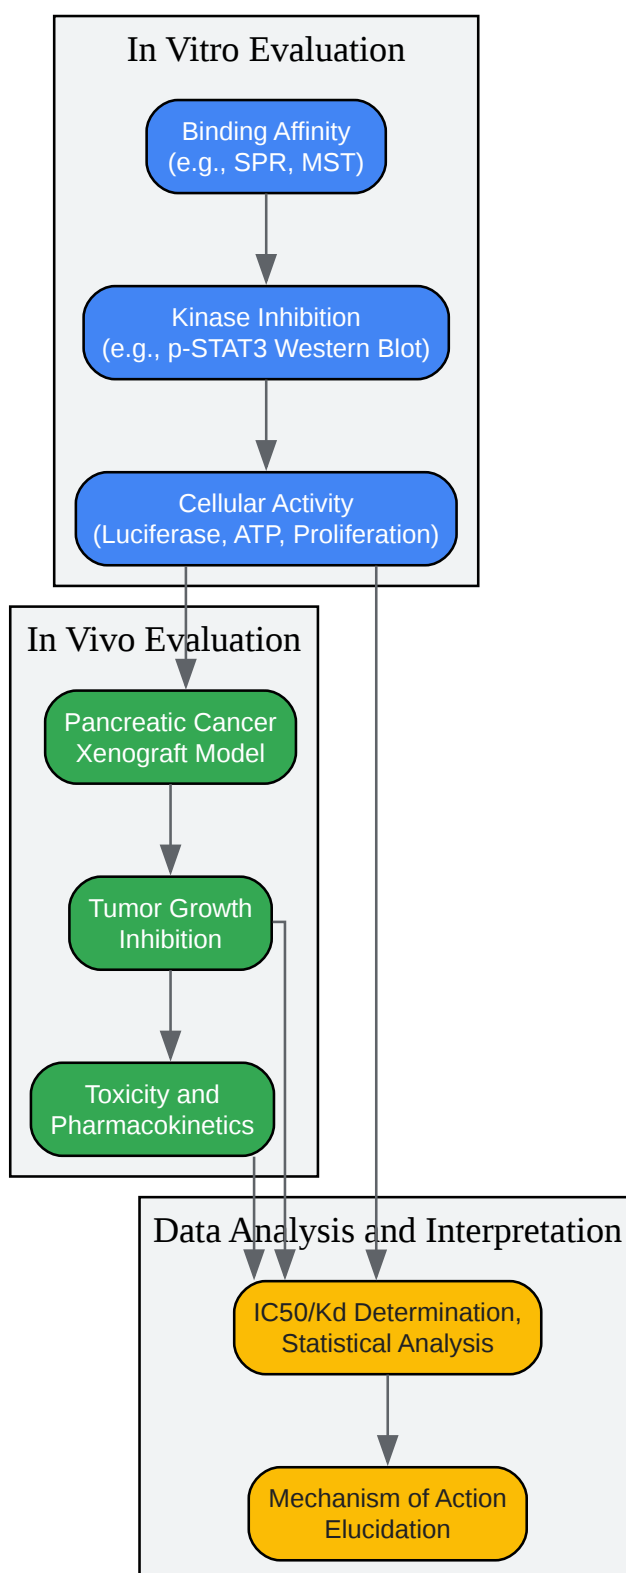 In Vitro Evaluation
Binding Affinity
(e.g., SPR, MST)
Kinase Inhibition
(e.g., p-STAT3 Western Blot)
Cellular Activity
(Luciferase, ATP, Proliferation)
In Vivo Evaluation
Pancreatic Cancer
Xenograft Model
Tumor Growth
Inhibition
Toxicity and
Pharmacokinetics
Data Analysis and Interpretation
IC50/Kd Determination,
Statistical Analysis
Mechanism of Action
Elucidation